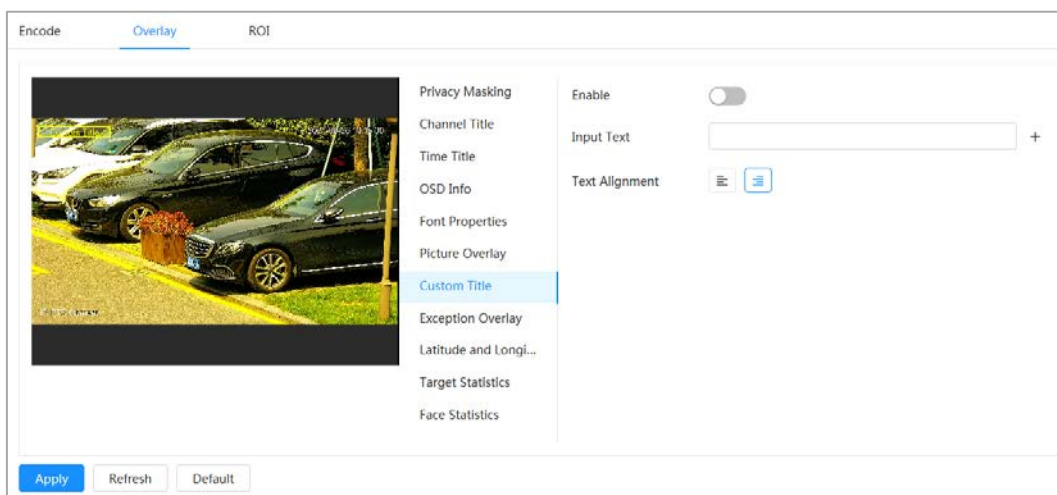 Encode Overlay ROI
Privacy Masking
Channel Title
Time Title
OSD Info
Font Properties
Picture Overlay
Custom Title
Exception Overlay
Latitude and Longi...
Target Statistics
Face Statistics
Enable
Input Text +
Text Alignment
Apply Refresh Default